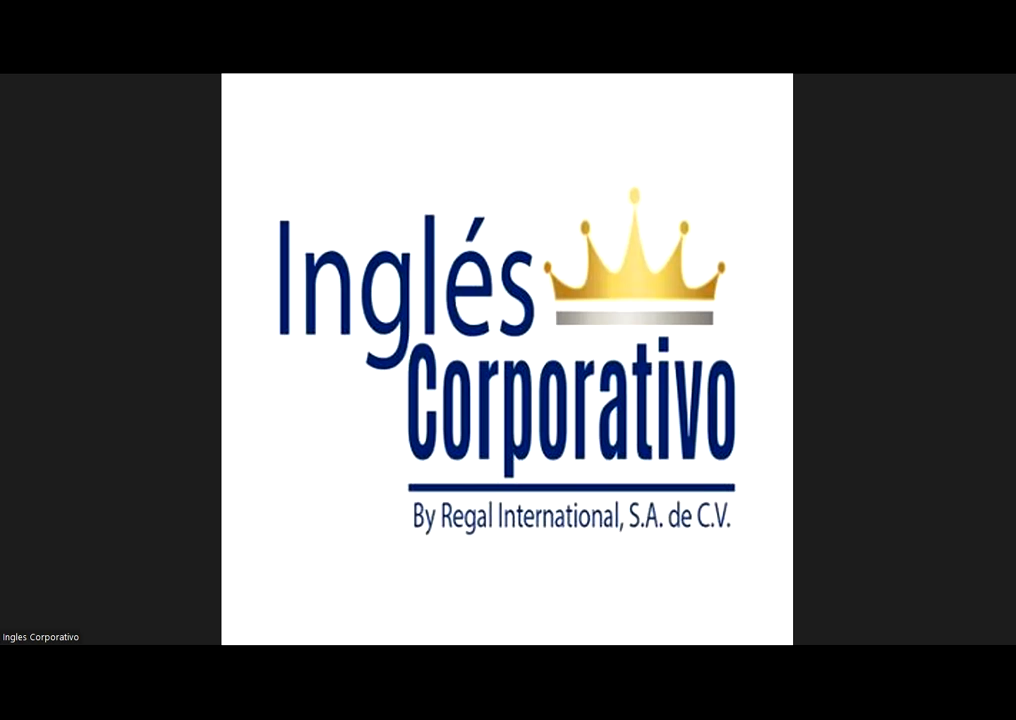 Inglés
Corporativo
By Regal International, S.A. de C.V.
Ingles Corporativo